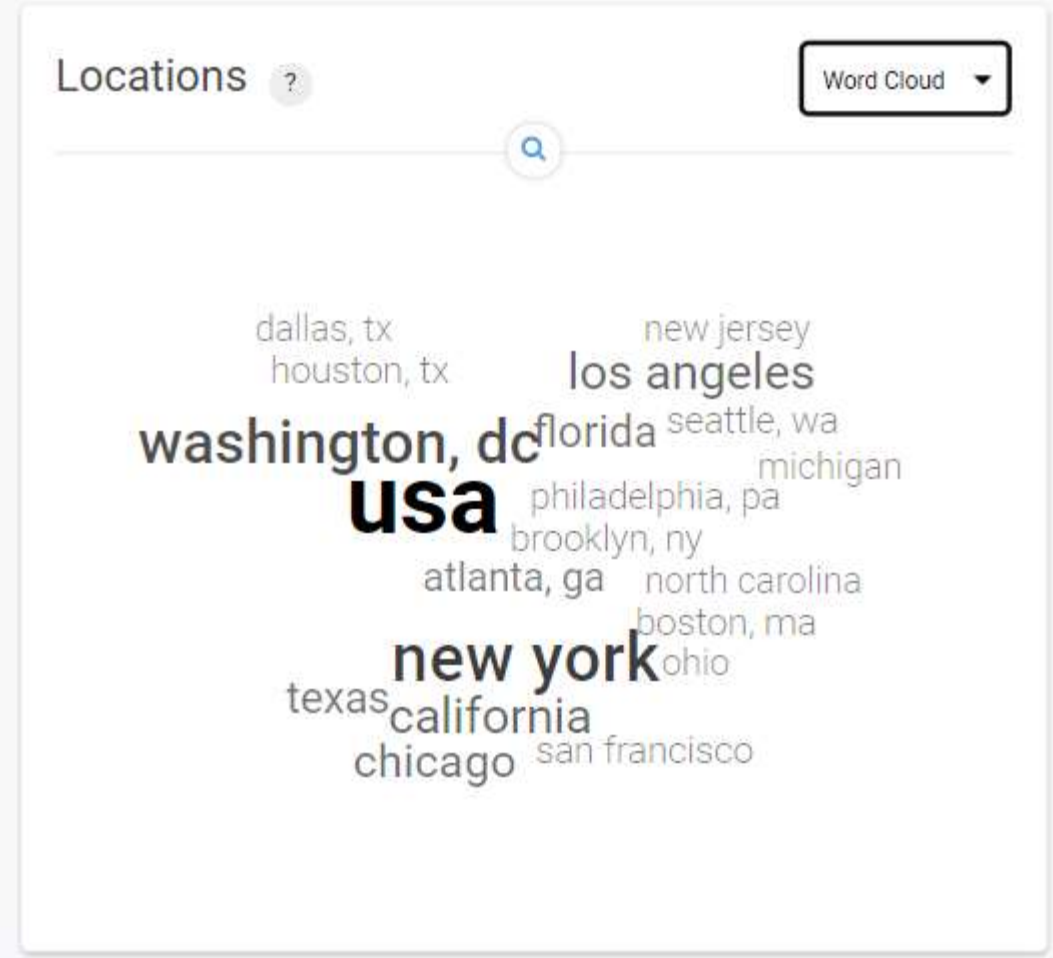 Locations ?
Word Cloud
dallas, tx
new jersey
houston, tx
los angeles
washington, dc
florida
seattle, wa
michigan
usa
philadelphia, pa
brooklyn, ny
atlanta, ga
north carolina
boston, ma
new york
ohio
texas
california
chicago
san francisco